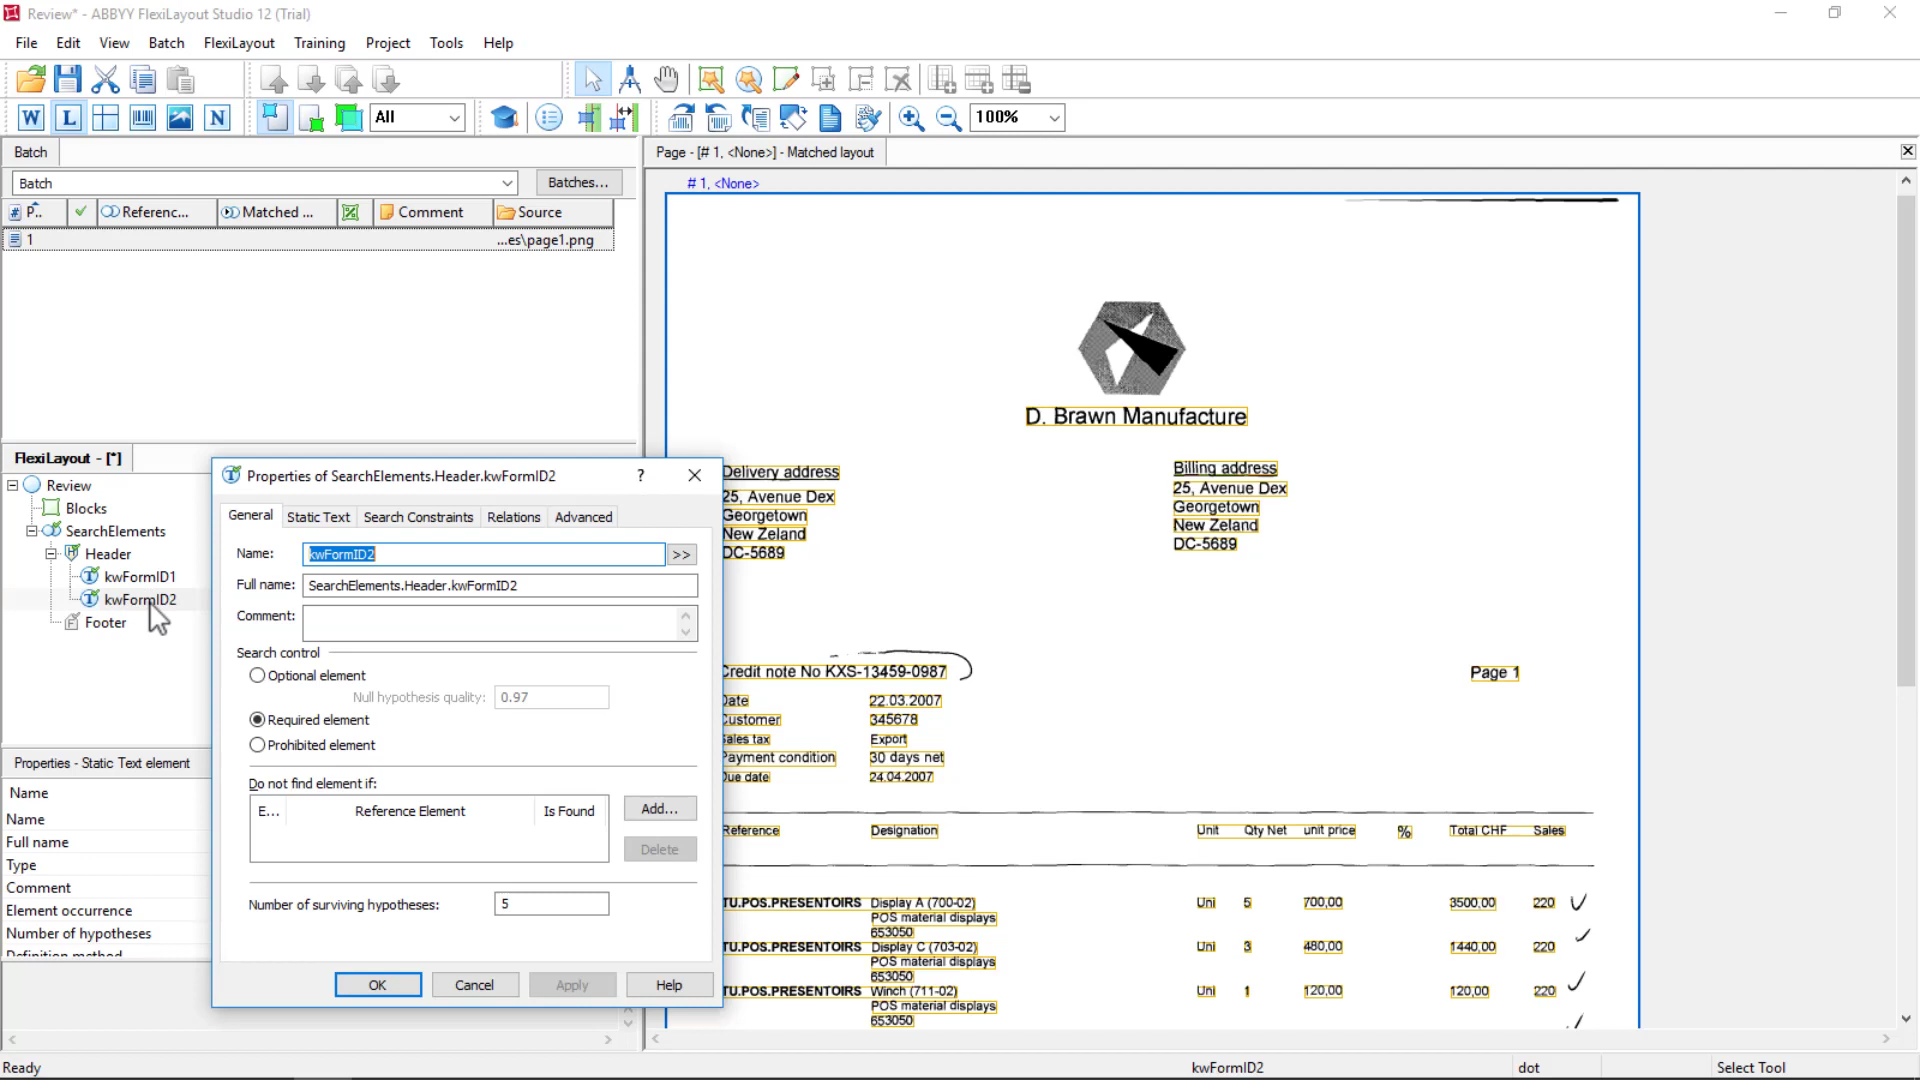 Review* - ABBYY FlexiLayout Studio 12 (Trial)
File Edit View Batch FlexiLayout Training Project Tools Help
W L N All 100%
Batch
Page - [# 1, <None>] - Matched layout
Batch Batches...
# P.. Referenc... Matched ... Comment Source
1 ...es\page1.png
# 1, <None>
D. Brawn Manufacture
Delivery address
25, Avenue Dex
Georgetown
New Zeland
DC-5689
Billing address
25, Avenue Dex
Georgetown
New Zeland
DC-5689
Credit note No KXS-13459-0987 Page 1
Date 22.03.2007
Customer 345678
Sales tax Export
Payment condition 30 days net
Due date 24.04.2007
Reference Designation Unit Qty Net unit price % Total CHF Sales
TU.POS.PRESENTOIRS Display A (700-02) Uni 5 700,00 3500,00 220
POS material displays
653050
TU.POS.PRESENTOIRS Display C (703-02) Uni 3 480,00 1440,00 220
POS material displays
653050
TU.POS.PRESENTOIRS Winch (711-02) Uni 1 120,00 120,00 220
POS material displays
653050
FlexiLayout - [*]
Review
Blocks
SearchElements
Header
kwFormID1
kwFormID2
Footer
Properties - Static Text element
Name
Name
Full name
Type
Comment
Element occurrence
Number of hypotheses
Definition method
Properties of SearchElements.Header.kwFormID2 ?
General Static Text Search Constraints Relations Advanced
Name: kwFormID2 >>
Full name: SearchElements.Header.kwFormID2
Comment:
Search control
Optional element
Null hypothesis quality: 0.97
Required element
Prohibited element
Do not find element if:
E... Reference Element Is Found
Add...
Delete
Number of surviving hypotheses: 5
OK Cancel Apply Help
Ready kwFormID2 dot Select Tool